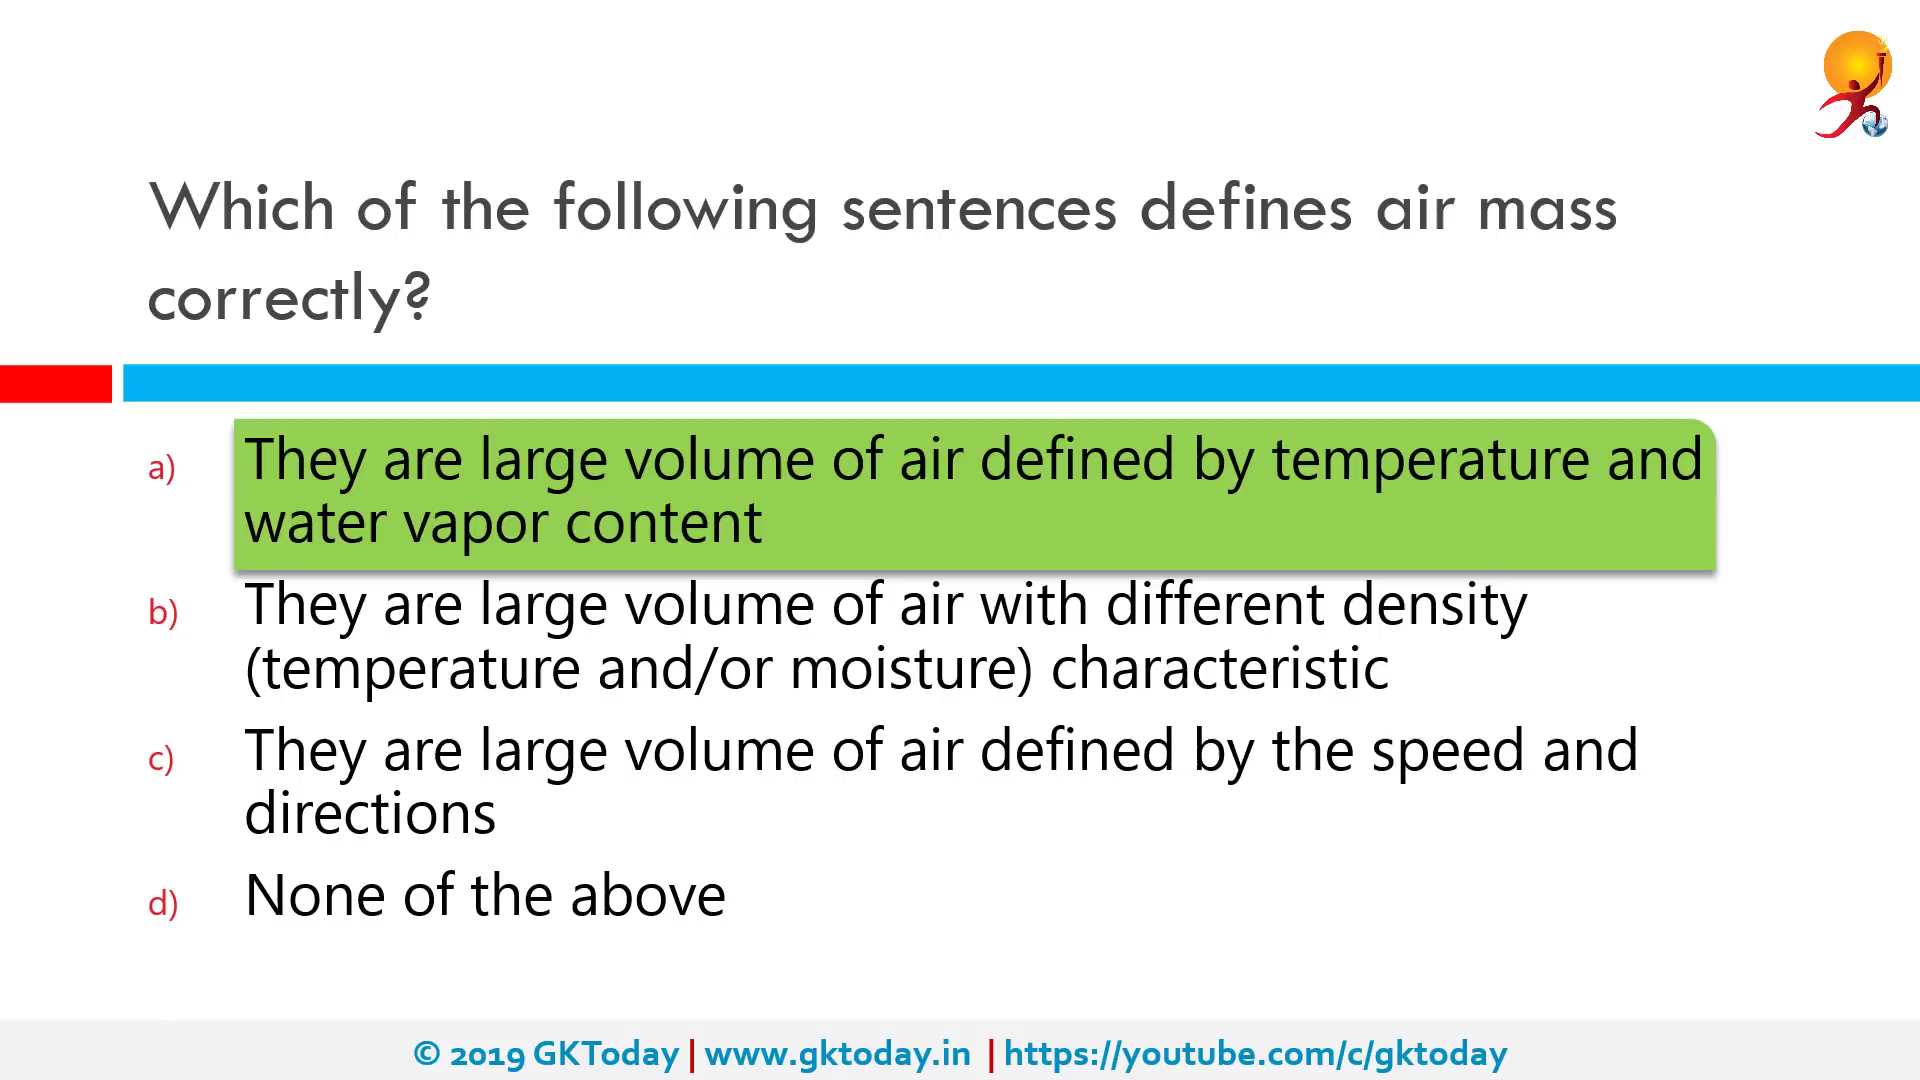 Which of the following sentences defines air mass
correctly?
a) They are large volume of air defined by temperature and
water vapor content
b) They are large volume of air with different density
(temperature and/or moisture) characteristic
c) They are large volume of air defined by the speed and
directions
d) None of the above
© 2019 GKToday | www.gktoday.in | https://youtube.com/c/gktoday